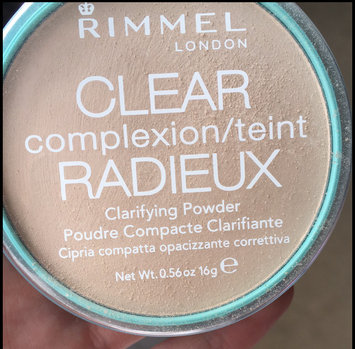 RIMMEL
LONDON
CLEAR
complexion/teint
RADIEUX
Clarifying Powder
Poudre Compacte Clarifiante
Cipria compatta opacizzante correttiva
Net Wt. 0.56 oz 16g ℮